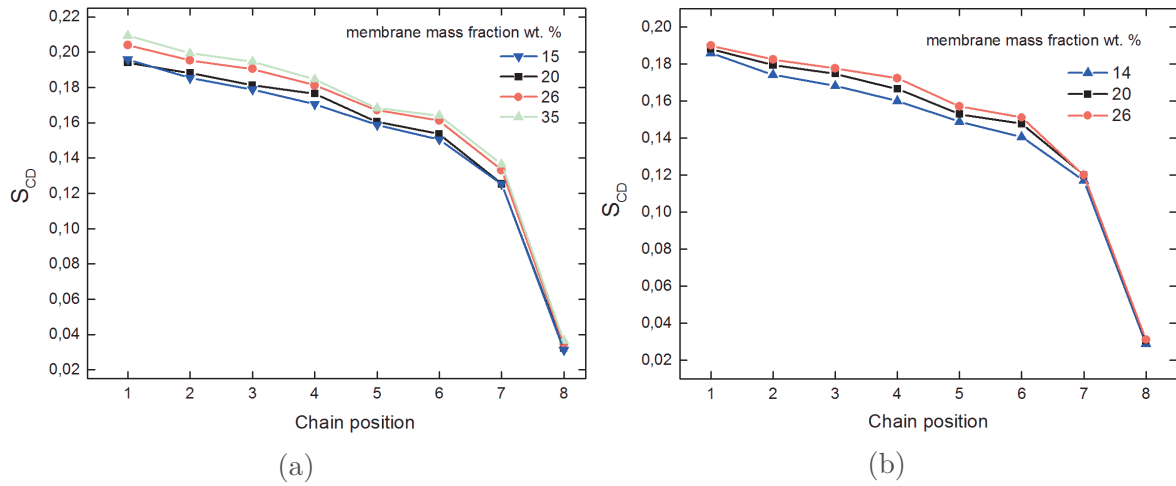 0,22
0,20
0,18
0,16
0,14
0,12
0,10
0,08
0,06
0,04
0,02
S_CD
membrane mass fraction wt. %
15
20
26
35
1 2 3 4 5 6 7 8
Chain position
(a)
0,20
0,18
0,16
0,14
0,12
0,10
0,08
0,06
0,04
0,02
S_CD
membrane mass fraction wt. %
14
20
26
1 2 3 4 5 6 7 8
Chain position
(b)